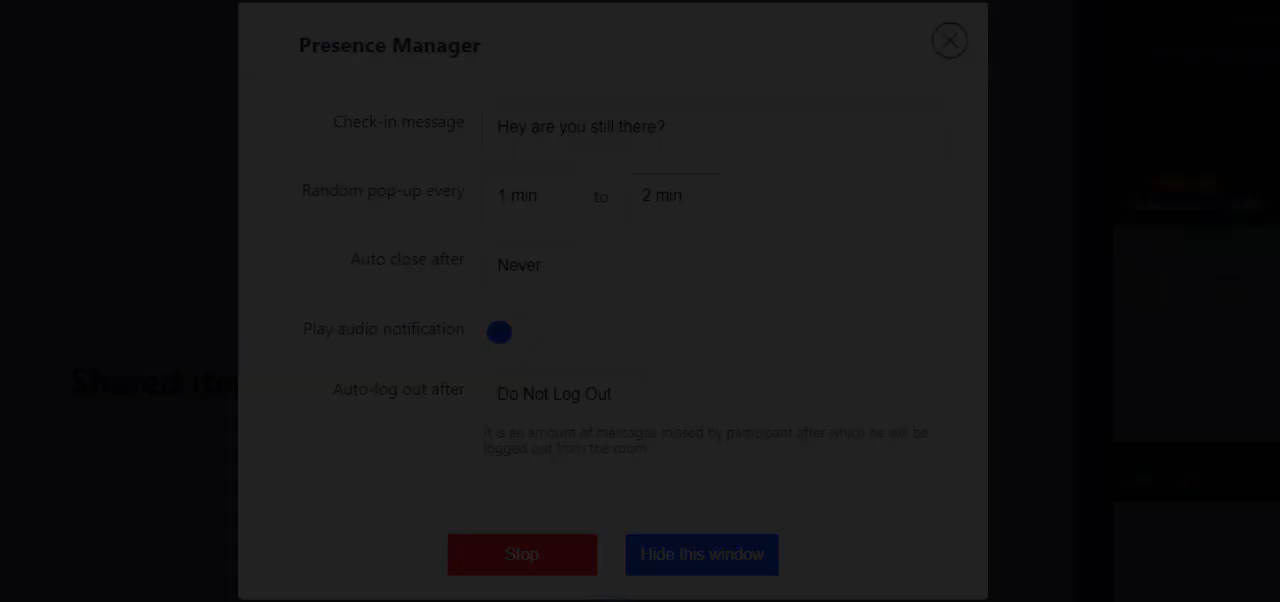 Presence Manager
Check-in message
Hey are you still there?
Random pop-up every
1 min
to
2 min
Auto close after
Never
Play audio notification
Shared
Auto-log out after
Do Not Log Out
It is an amount of messages missed by participant after which he will be
logged out from the room
Stop
Hide this window